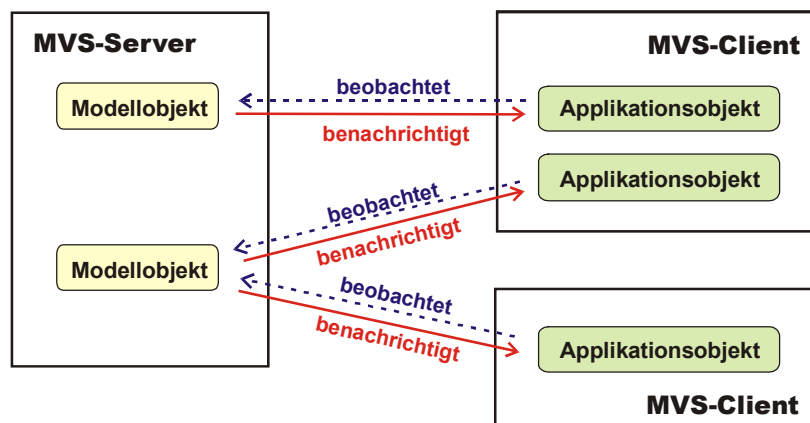 MVS-Server
MVS-Client
Modellobjekt
beobachtet
benachrichtigt
Applikationsobjekt
Applikationsobjekt
beobachtet
benachrichtigt
Modellobjekt
beobachtet
benachrichtigt
Applikationsobjekt
MVS-Client